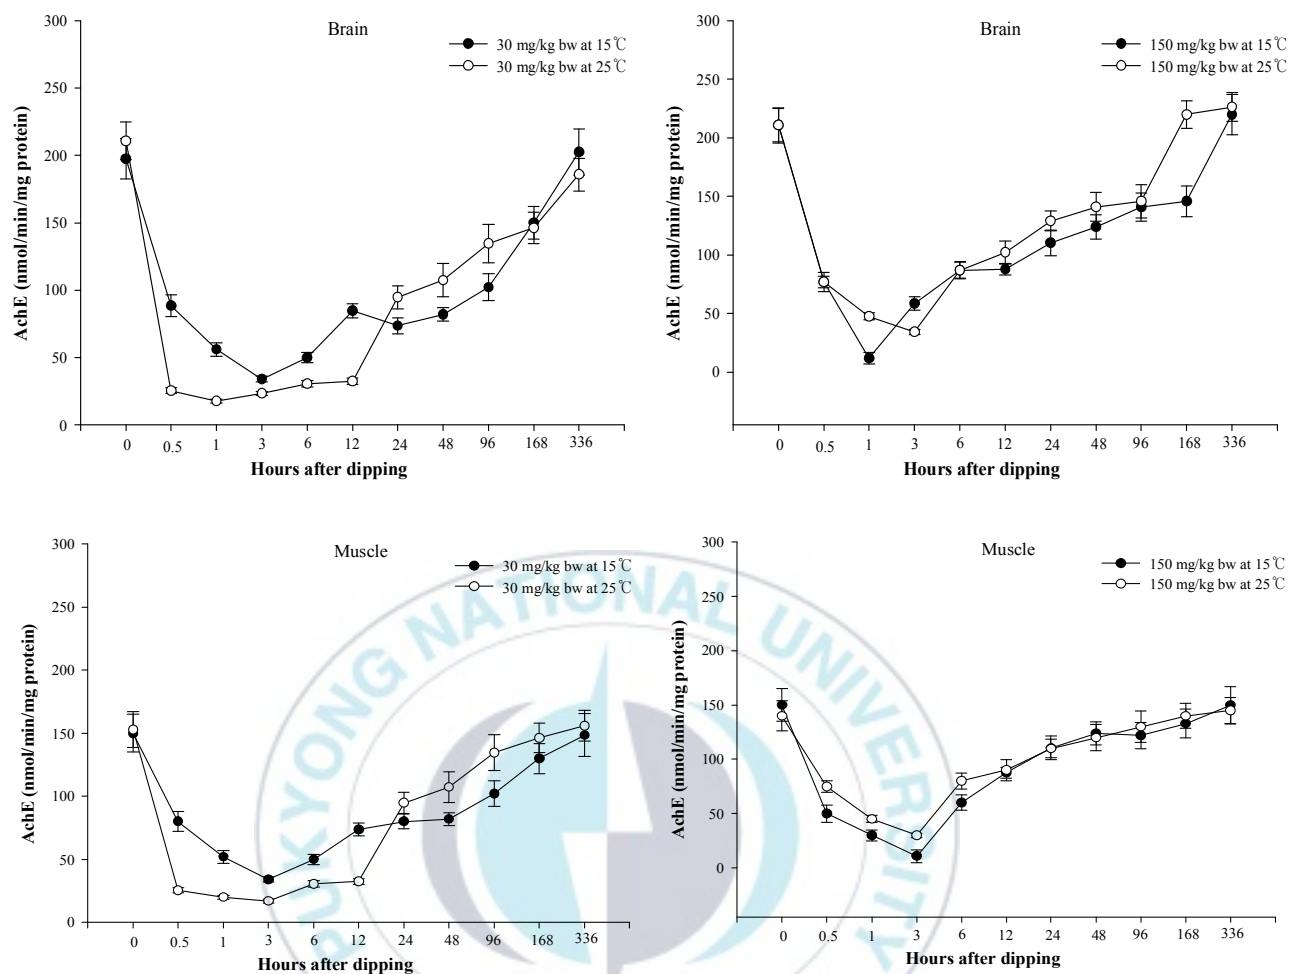 Brain
30 mg/kg bw at 15℃
30 mg/kg bw at 25℃
AchE (nmol/min/mg protein)
300
250
200
150
100
50
0
0 0.5 1 3 6 12 24 48 96 168 336
Hours after dipping
Brain
150 mg/kg bw at 15℃
150 mg/kg bw at 25℃
AchE (nmol/min/mg protein)
300
250
200
150
100
50
0
0 0.5 1 3 6 12 24 48 96 168 336
Hours after dipping
Muscle
30 mg/kg bw at 15℃
30 mg/kg bw at 25℃
AchE (nmol/min/mg protein)
300
250
200
150
100
50
0
0 0.5 1 3 6 12 24 48 96 168 336
Hours after dipping
Muscle
150 mg/kg bw at 15℃
150 mg/kg bw at 25℃
AchE (nmol/min/mg protein)
300
250
200
150
100
50
0
0 0.5 1 3 6 12 24 48 96 168 336
Hours after dipping
PUKYONG NATIONAL UNIVERSITY